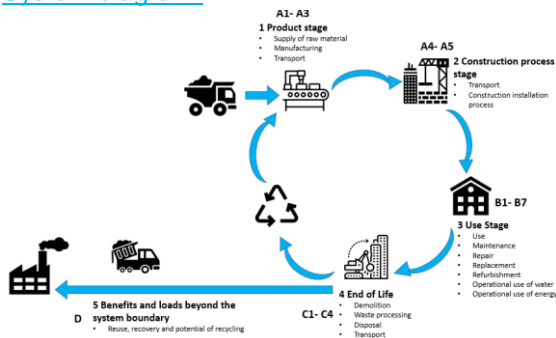 A1- A3
1 Product stage
• Supply of raw material
• Manufacturing
• Transport
A4- A5
2 Construction process
stage
• Transport
• Construction installation
process
B1- B7
3 Use Stage
• Use
• Maintenance
• Repair
• Replacement
• Refurbishment
• Operational use of water
• Operational use of energy
4 End of Life
C1- C4
• Demolition
• Waste processing
• Disposal
• Transport
5 Benefits and loads beyond the
system boundary
D
• Reuse, recovery and potential of recycling